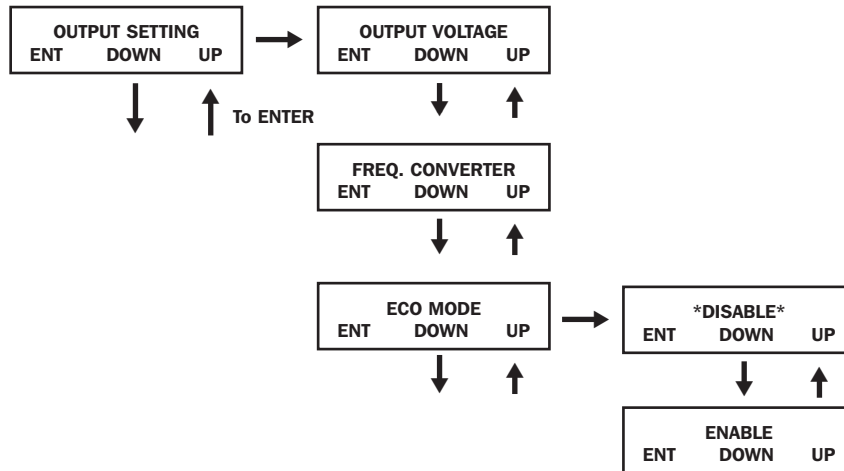 OUTPUT SETTING
ENT DOWN UP
To ENTER
OUTPUT VOLTAGE
ENT DOWN UP
FREQ. CONVERTER
ENT DOWN UP
ECO MODE
ENT DOWN UP
*DISABLE*
ENT DOWN UP
ENABLE
ENT DOWN UP